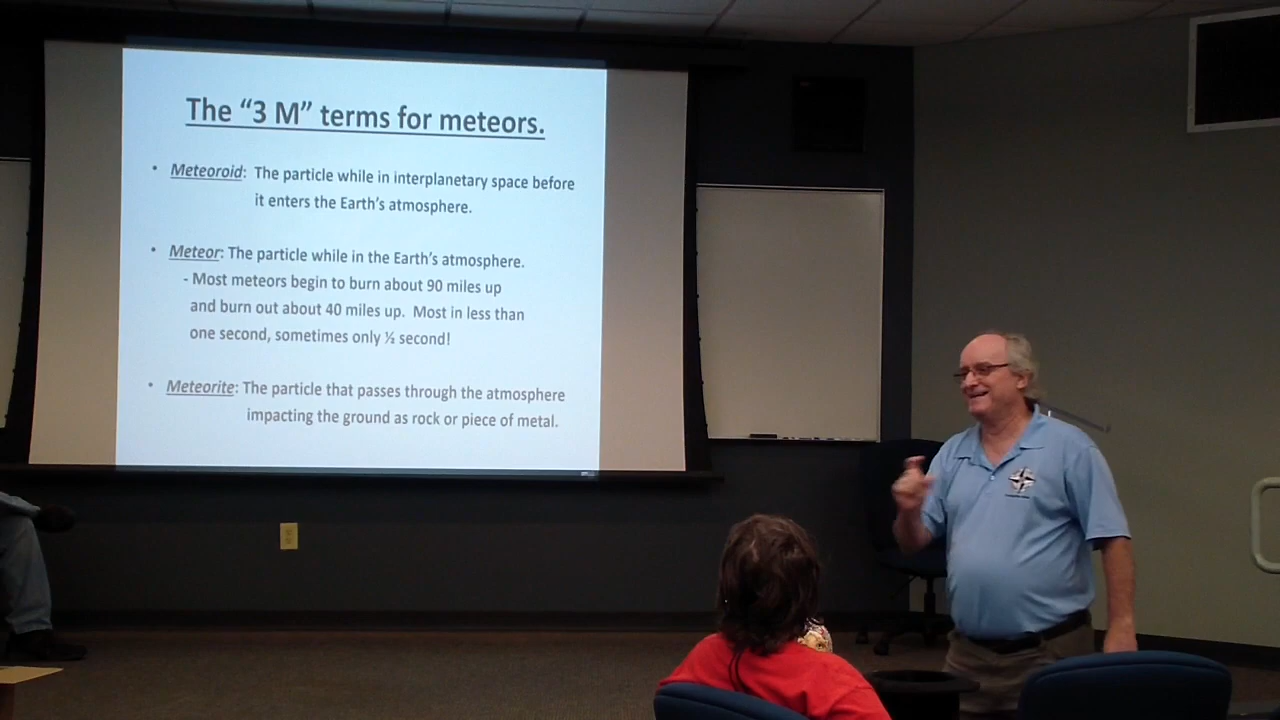 The “3 M” terms for meteors.
• Meteoroid: The particle while in interplanetary space before
it enters the Earth’s atmosphere.
• Meteor: The particle while in the Earth’s atmosphere.
- Most meteors begin to burn about 90 miles up
and burn out about 40 miles up. Most in less than
one second, sometimes only ½ second!
• Meteorite: The particle that passes through the atmosphere
impacting the ground as rock or piece of metal.